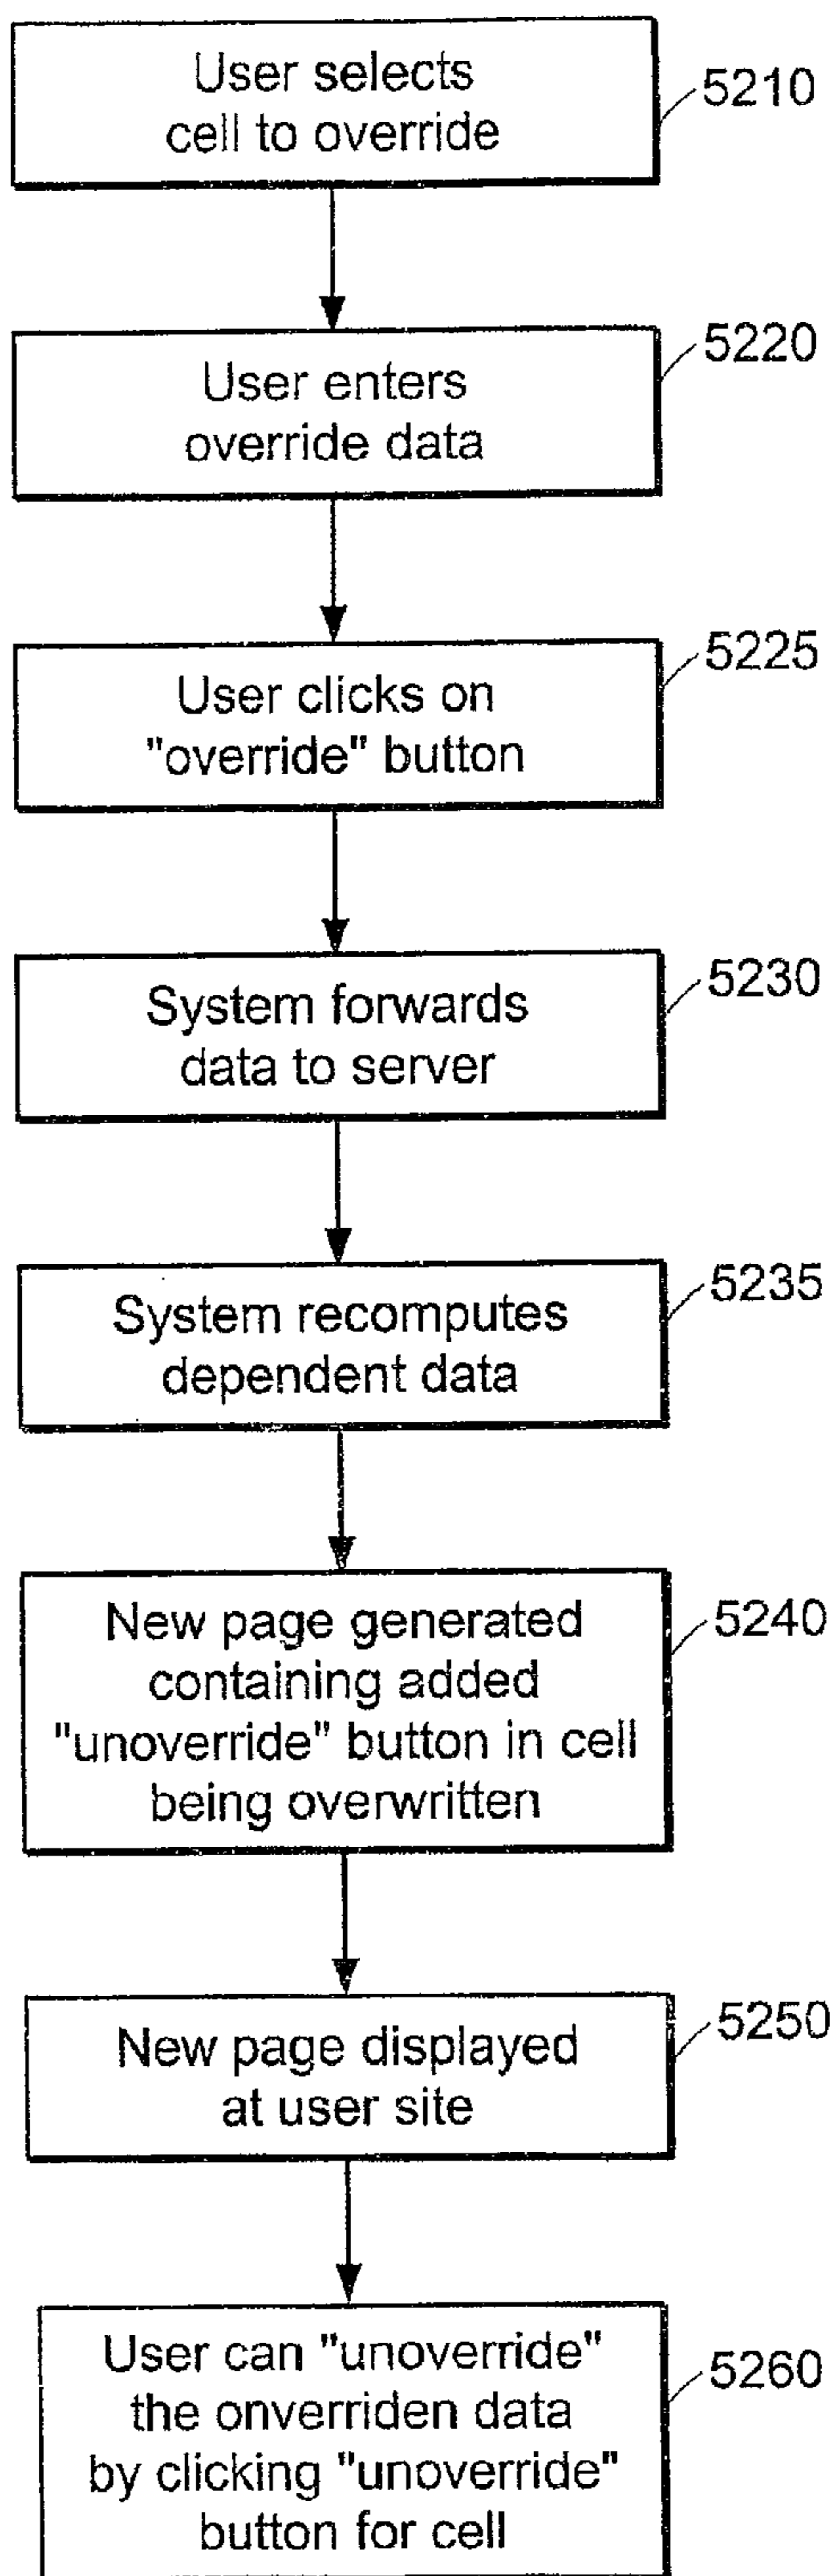 User selects
cell to override
5210
User enters
override data
5220
User clicks on
"override" button
5225
System forwards
data to server
5230
System recomputes
dependent data
5235
New page generated
containing added
"unoverride" button in cell
being overwritten
5240
New page displayed
at user site
5250
User can "unoverride"
the onverriden data
by clicking "unoverride"
button for cell
5260